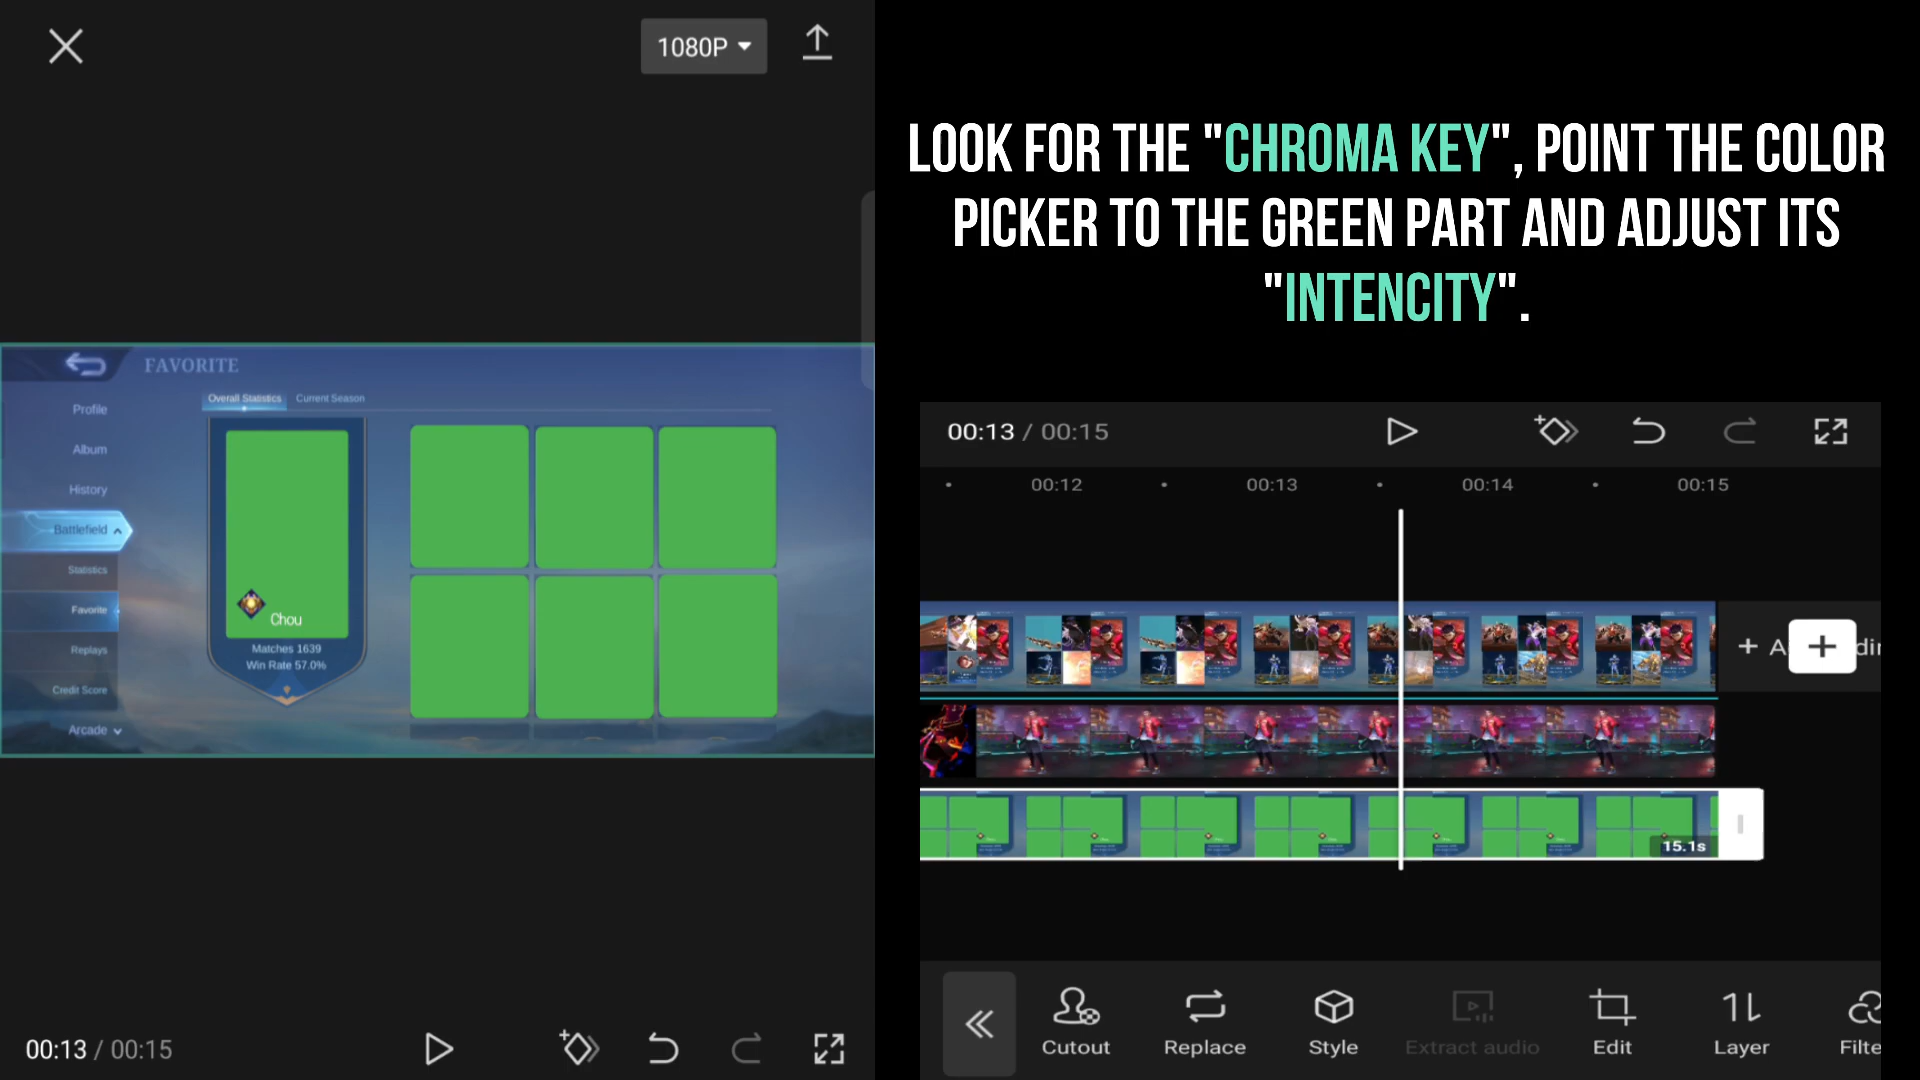 1080P
LOOK FOR THE "CHROMA KEY", POINT THE COLOR
PICKER TO THE GREEN PART AND ADJUST ITS
"INTENCITY".
FAVORITE
Overall Statistics Current Season
Profile
Album
History
Battlefield
Statistics
Favorite
Replays
Credit Score
Arcade
Chou
Matches 1639
Win Rate 57.0%
00:13 / 00:15
00:13 / 00:15
00:12 00:13 00:14 00:15
15.1s
Cutout Replace Style Extract audio Edit Layer Filte